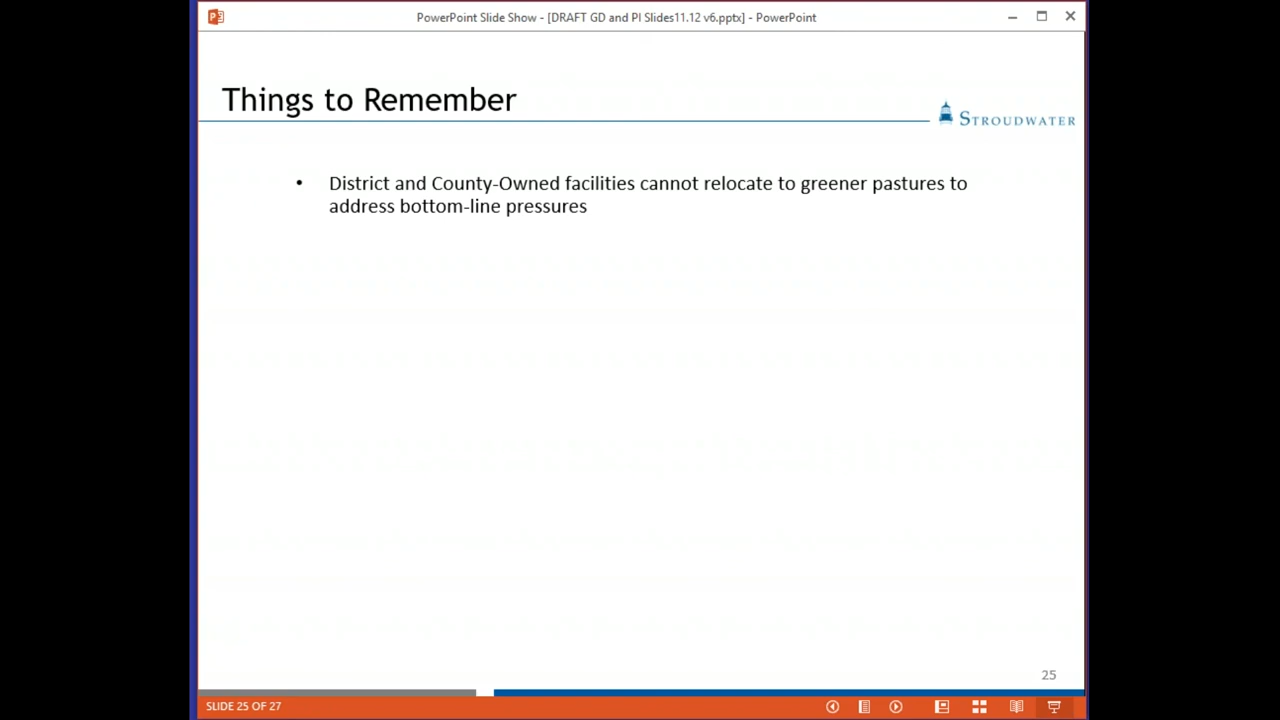 PowerPoint Slide Show - [DRAFT GD and PI Slides11.12 v6.pptx] - PowerPoint
Things to Remember
STROUDWATER
• District and County-Owned facilities cannot relocate to greener pastures to
address bottom-line pressures
25
SLIDE 25 OF 27